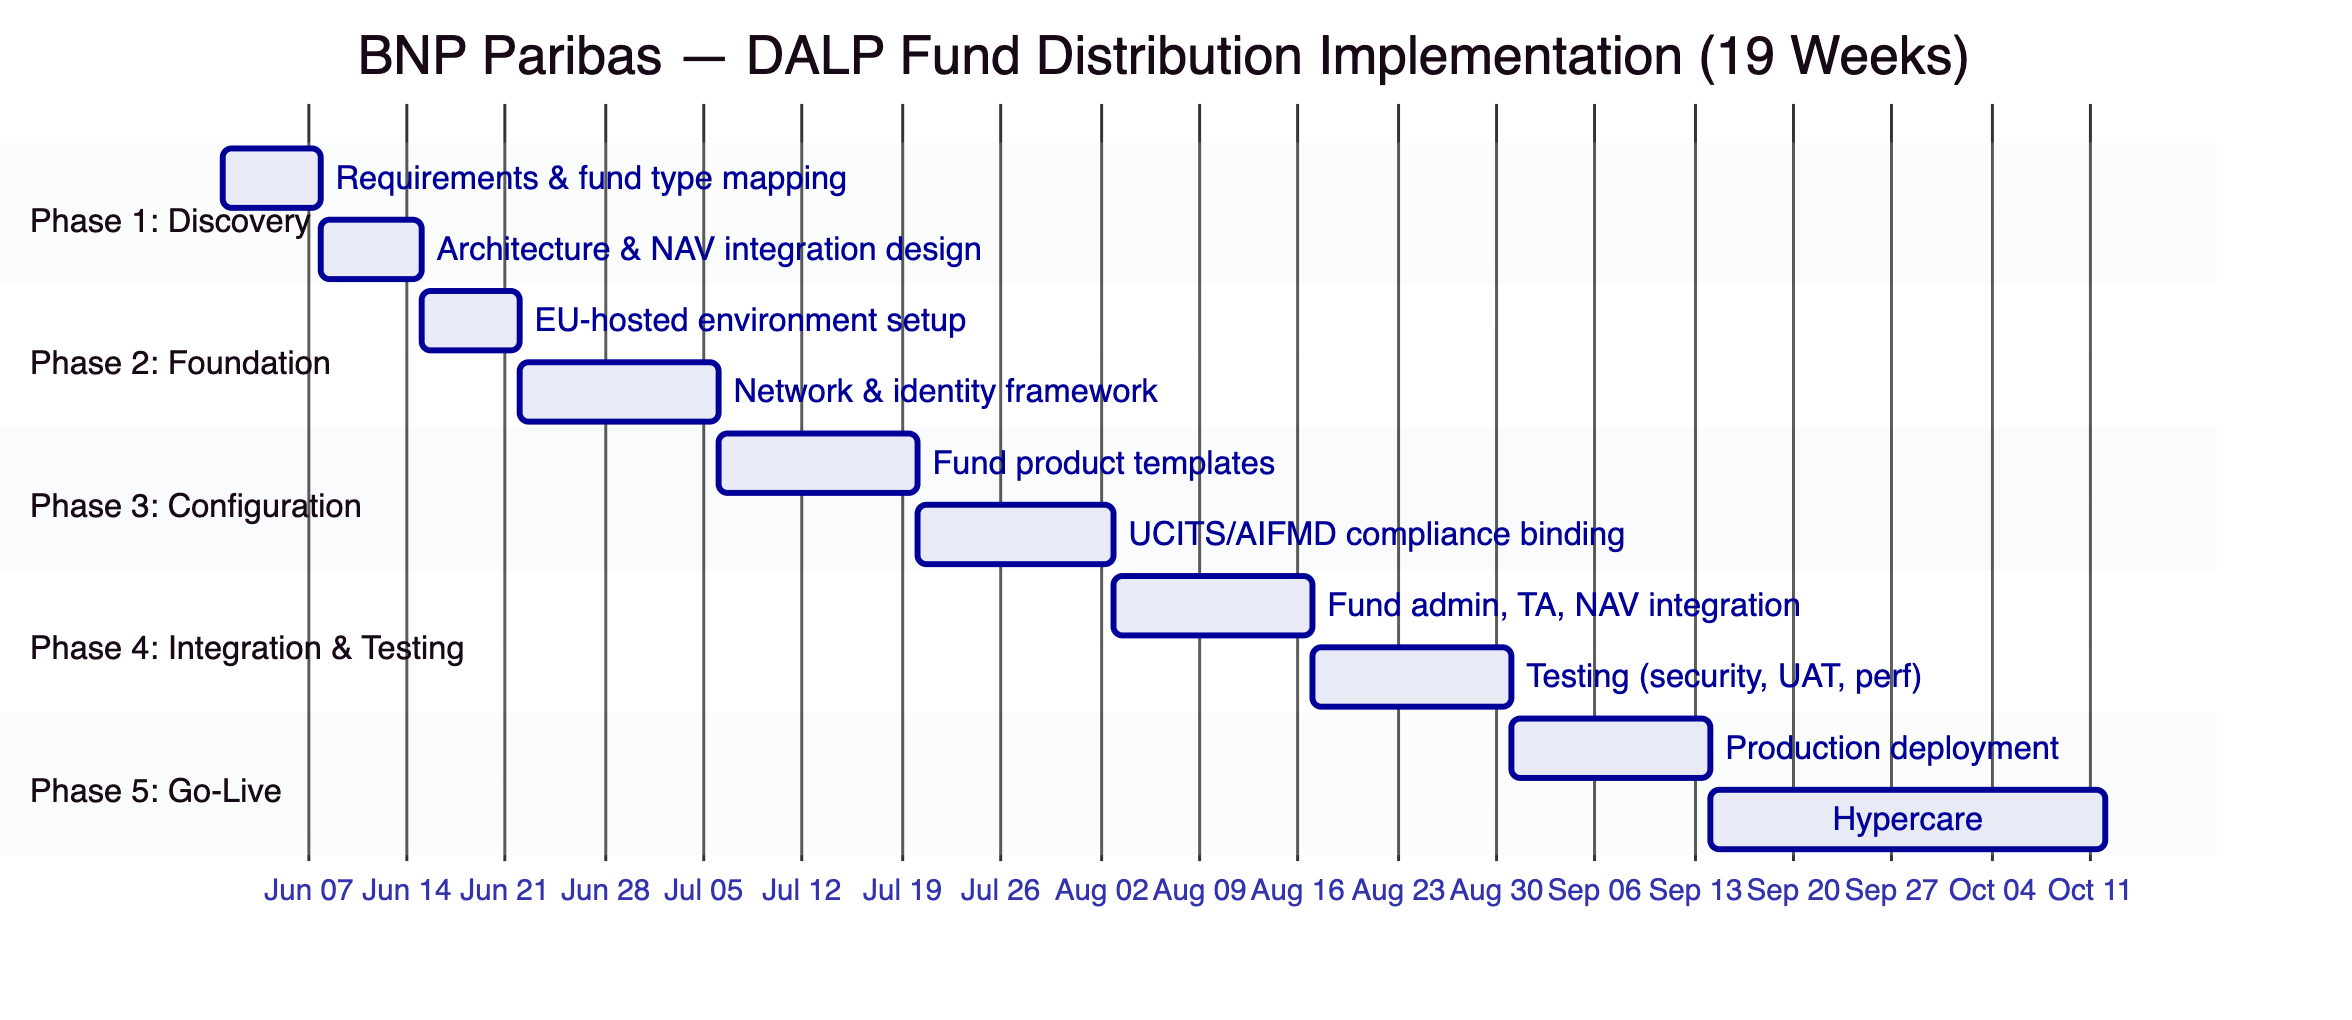 BNP Paribas — DALP Fund Distribution Implementation (19 Weeks)
Requirements & fund type mapping
Phase 1: Discovery
Architecture & NAV integration design
EU-hosted environment setup
Phase 2: Foundation
Network & identity framework
Fund product templates
Phase 3: Configuration
UCITS/AIFMD compliance binding
Fund admin, TA, NAV integration
Phase 4: Integration & Testing
Testing (security, UAT, perf)
Production deployment
Phase 5: Go-Live
Hypercare
Jun 07 Jun 14 Jun 21 Jun 28 Jul 05 Jul 12 Jul 19 Jul 26 Aug 02 Aug 09 Aug 16 Aug 23 Aug 30 Sep 06 Sep 13 Sep 20 Sep 27 Oct 04 Oct 11